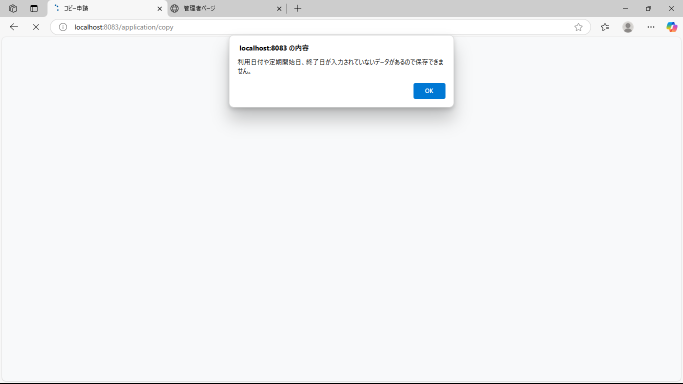 コピー申請
管理者ページ
localhost:8083/application/copy
localhost:8083 の内容
利用日付や定期開始日、終了日が入力されていないデータがあるので保存できま
せん。
OK